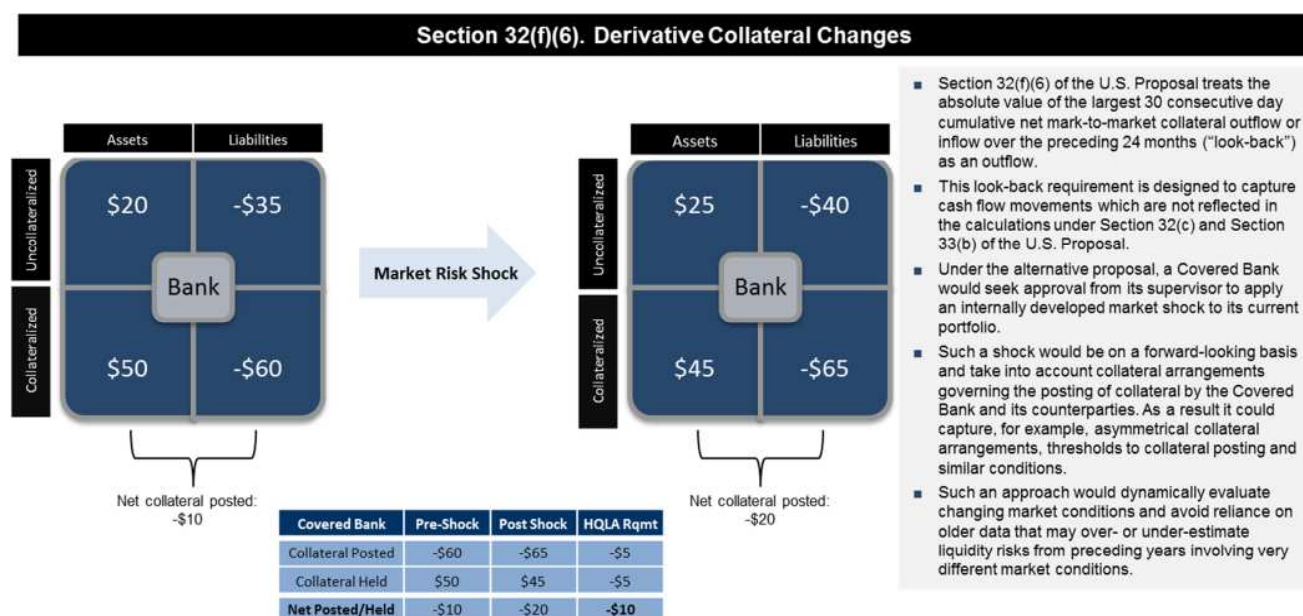 Section 32(f)(6). Derivative Collateral Changes
Assets
Liabilities
Uncollateralized
$20
-$35
Bank
Collateralized
$50
-$60
Net collateral posted:
-$10
Market Risk Shock
Assets
Liabilities
Uncollateralized
$25
-$40
Bank
Collateralized
$45
-$65
Net collateral posted:
-$20
Covered Bank Pre-Shock Post Shock HQLA Rqmt
Collateral Posted -$60 -$65 -$5
Collateral Held $50 $45 -$5
Net Posted/Held -$10 -$20 -$10
■ Section 32(f)(6) of the U.S. Proposal treats the
absolute value of the largest 30 consecutive day
cumulative net mark-to-market collateral outflow or
inflow over the preceding 24 months (“look-back”)
as an outflow.
■ This look-back requirement is designed to capture
cash flow movements which are not reflected in
the calculations under Section 32(c) and Section
33(b) of the U.S. Proposal.
■ Under the alternative proposal, a Covered Bank
would seek approval from its supervisor to apply
an internally developed market shock to its current
portfolio.
■ Such a shock would be on a forward-looking basis
and take into account collateral arrangements
governing the posting of collateral by the Covered
Bank and its counterparties. As a result it could
capture, for example, asymmetrical collateral
arrangements, thresholds to collateral posting and
similar conditions.
■ Such an approach would dynamically evaluate
changing market conditions and avoid reliance on
older data that may over- or under-estimate
liquidity risks from preceding years involving very
different market conditions.